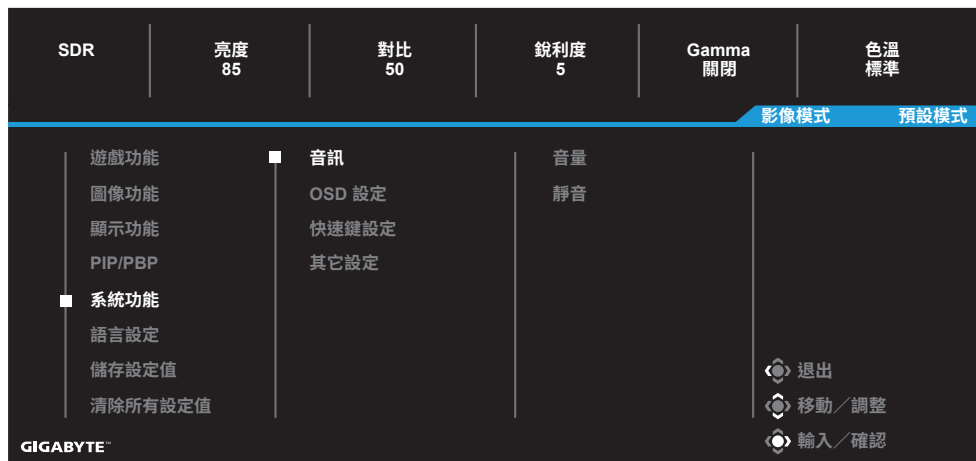 SDR 亮度 對比 銳利度 Gamma 色溫
85 50 5 關閉 標準
影像模式 預設模式
遊戲功能 音訊 音量
圖像功能 OSD 設定 靜音
顯示功能 快速鍵設定
PIP/PBP 其它設定
系統功能
語言設定
儲存設定值 退出
清除所有設定值 移動／調整
GIGABYTE™ 輸入／確認